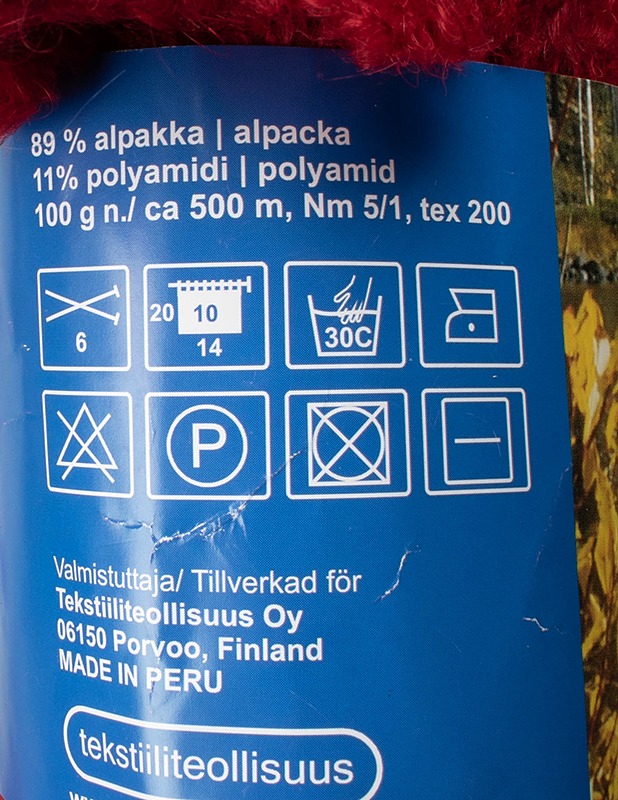 89 % alpakka | alpacka
11% polyamidi | polyamid
100 g n./ ca 500 m, Nm 5/1, tex 200
6
20 10
14
30C
P
Valmistuttaja/ Tillverkad för
Tekstiiliteollisuus Oy
06150 Porvoo, Finland
MADE IN PERU
tekstiiliteollisuus